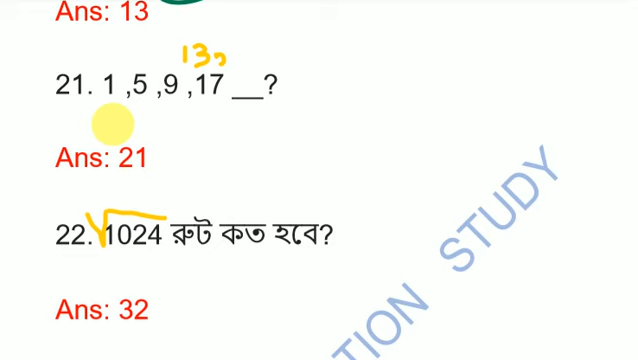 Ans: 13
13,
21. 1 ,5 ,9 ,17 __?
Ans: 21
22. √1024 রুট কত হবে?
Ans: 32
TION STUDY